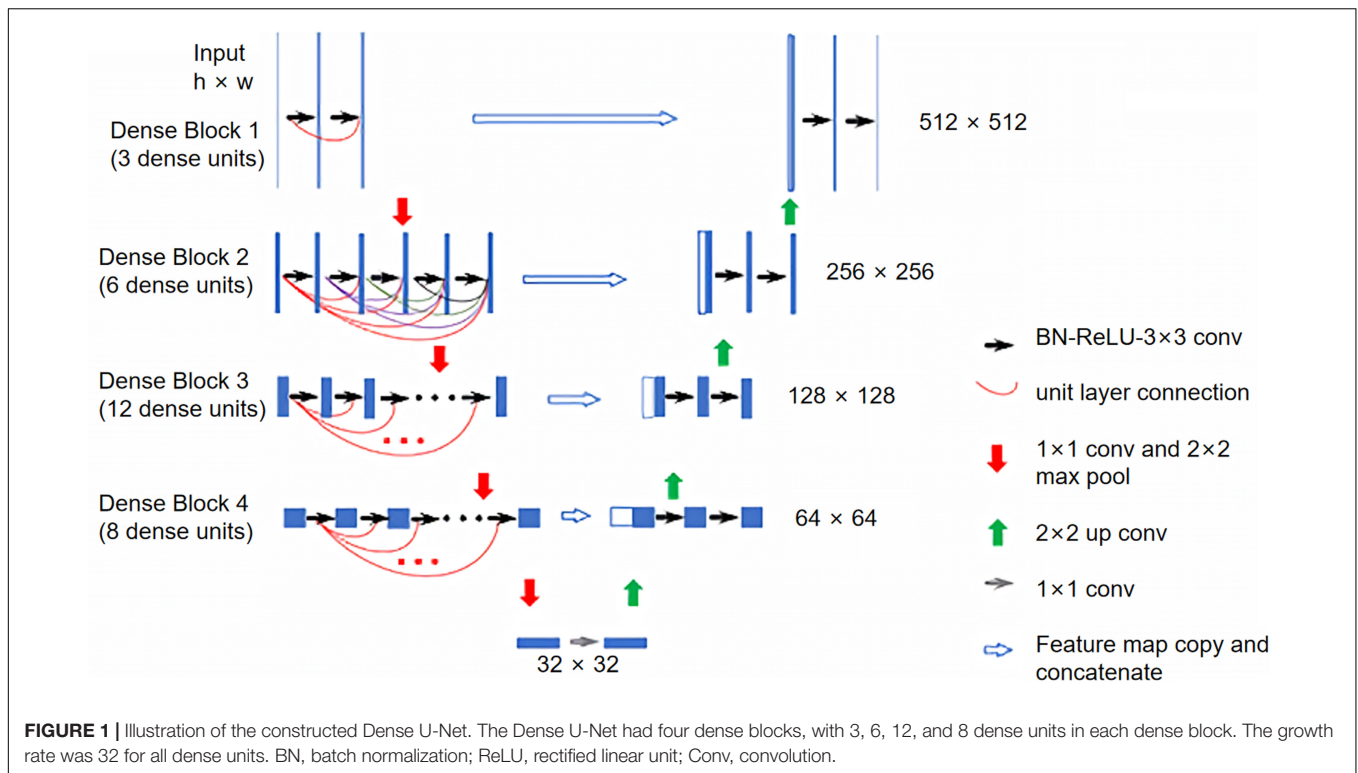 Input
h × w
Dense Block 1
(3 dense units)
512 × 512
Dense Block 2
(6 dense units)
256 × 256
Dense Block 3
(12 dense units)
128 × 128
Dense Block 4
(8 dense units)
64 × 64
32 × 32
BN-ReLU-3×3 conv
unit layer connection
1×1 conv and 2×2
max pool
2×2 up conv
1×1 conv
Feature map copy and
concatenate
FIGURE 1 | Illustration of the constructed Dense U-Net. The Dense U-Net had four dense blocks, with 3, 6, 12, and 8 dense units in each dense block. The growth
rate was 32 for all dense units. BN, batch normalization; ReLU, rectified linear unit; Conv, convolution.